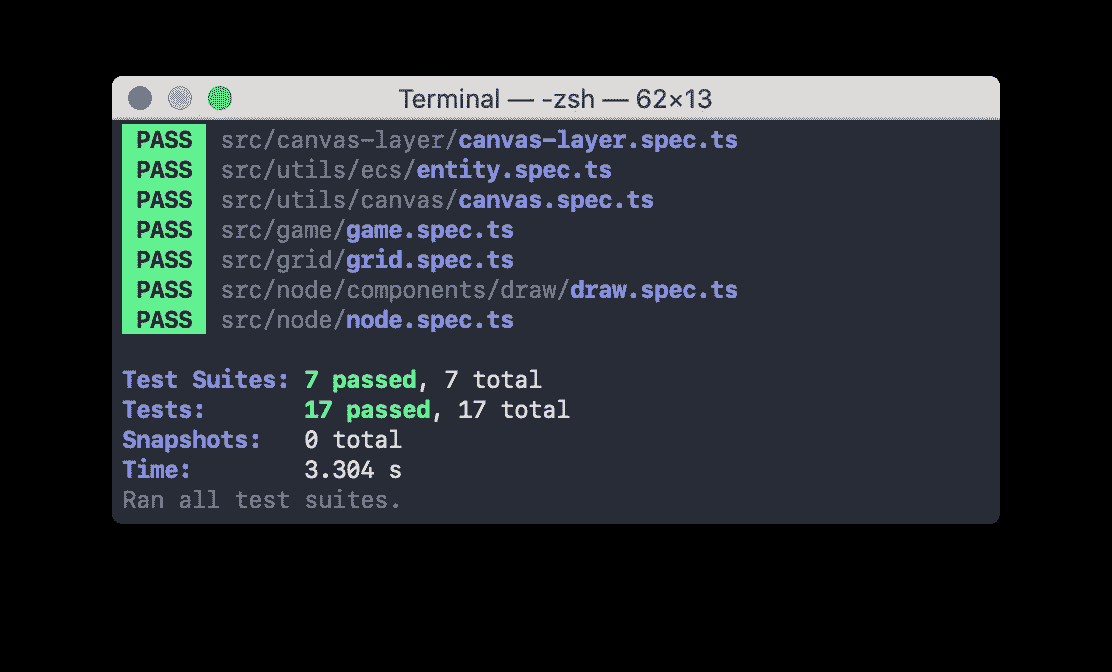 Terminal — -zsh — 62×13
PASS src/canvas-layer/canvas-layer.spec.ts
PASS src/utils/ecs/entity.spec.ts
PASS src/utils/canvas/canvas.spec.ts
PASS src/game/game.spec.ts
PASS src/grid/grid.spec.ts
PASS src/node/components/draw/draw.spec.ts
PASS src/node/node.spec.ts
Test Suites: 7 passed, 7 total
Tests: 17 passed, 17 total
Snapshots: 0 total
Time: 3.304 s
Ran all test suites.